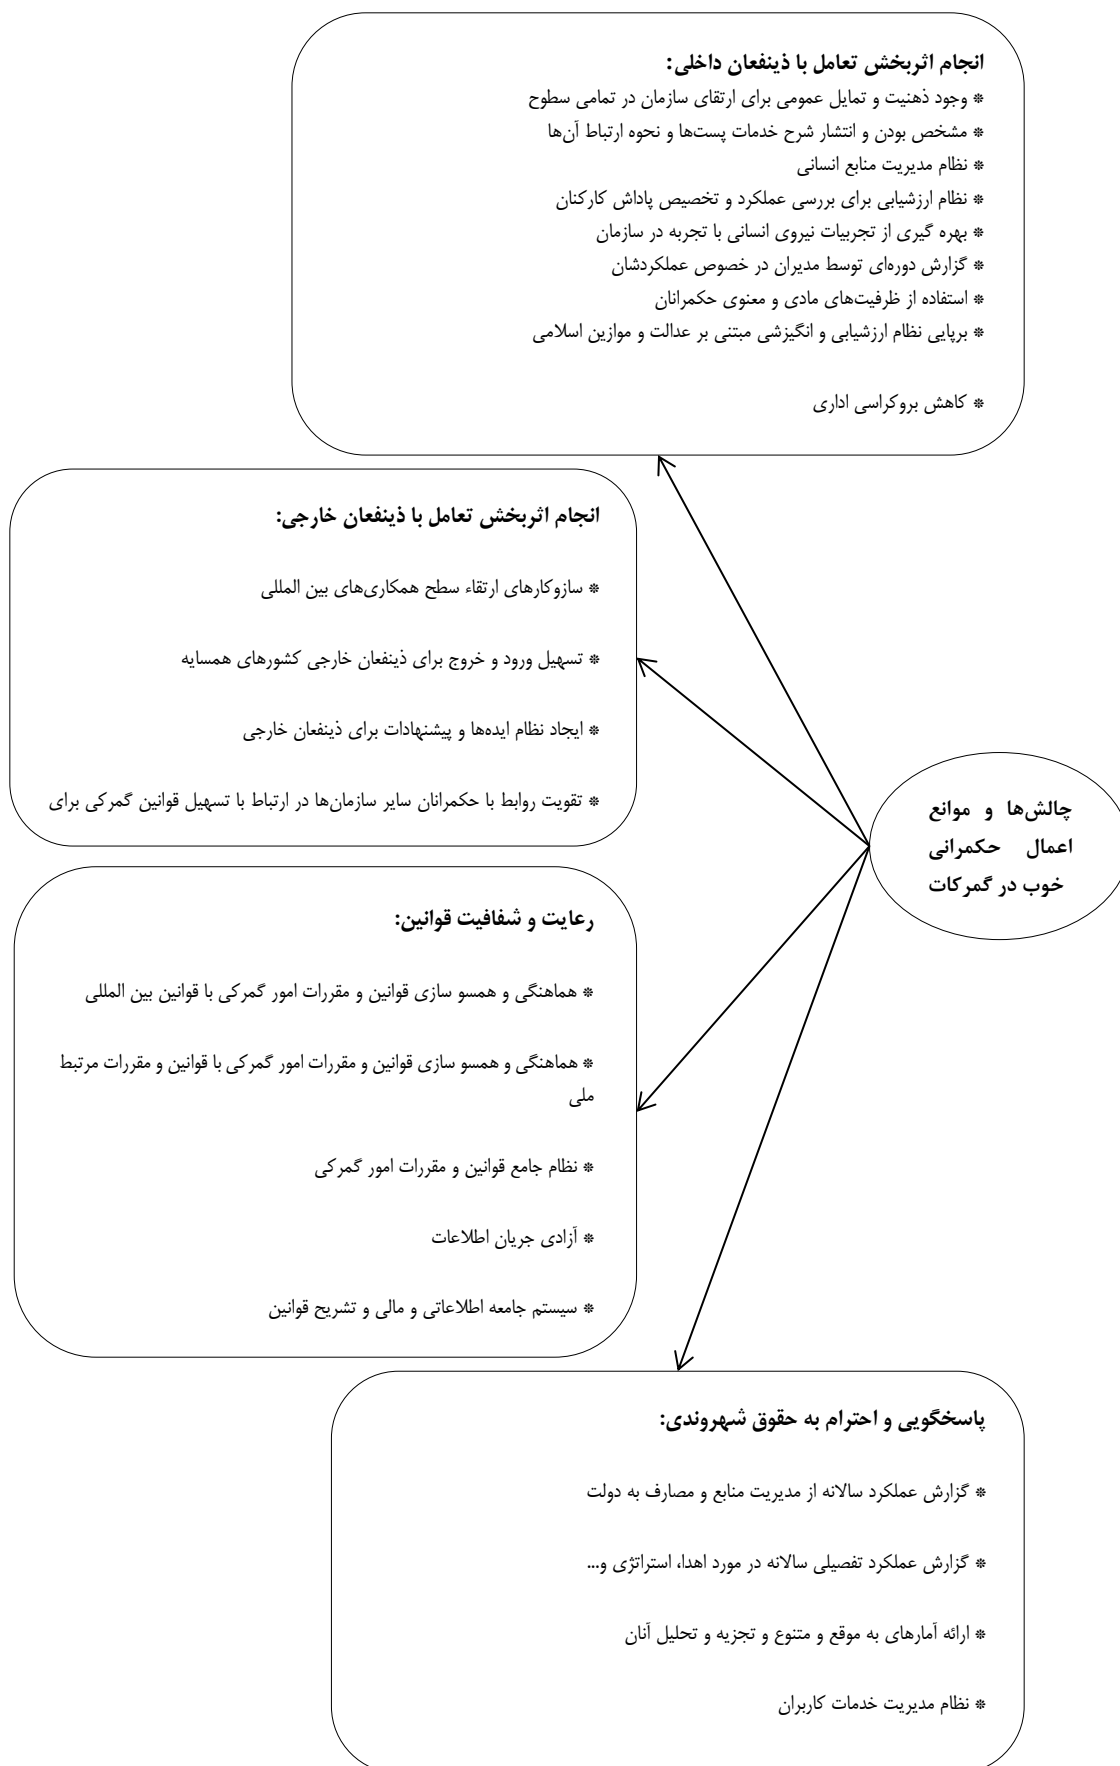 انجام اثربخش تعامل با ذینفعان داخلی:
* وجود ذهنیت و تمایل عمومی برای ارتقای سازمان در تمامی سطوح
* مشخص بودن و انتشار شرح خدمات پست‌ها و نحوه ارتباط آن‌ها
* نظام مدیریت منابع انسانی
* نظام ارزشیابی برای بررسی عملکرد و تخصیص پاداش کارکنان
* بهره گیری از تجربیات نیروی انسانی با تجربه در سازمان
* گزارش دوره‌ای توسط مدیران در خصوص عملکردشان
* استفاده از ظرفیت‌های مادی و معنوی حکمرانان
* برپایی نظام ارزشیابی و انگیزشی مبتنی بر عدالت و موازین اسلامی
* کاهش بروکراسی اداری
انجام اثربخش تعامل با ذینفعان خارجی:
* سازوکارهای ارتقاء سطح همکاری‌های بین المللی
* تسهیل ورود و خروج برای ذینفعان خارجی کشورهای همسایه
* ایجاد نظام ایده‌ها و پیشنهادات برای ذینفعان خارجی
* تقویت روابط با حکمرانان سایر سازمان‌ها در ارتباط با تسهیل قوانین گمرکی برای
چالش‌ها و موانع
اعمال حکمرانی
خوب در گمرکات
رعایت و شفافیت قوانین:
* هماهنگی و همسو سازی قوانین و مقررات امور گمرکی با قوانین بین المللی
* هماهنگی و همسو سازی قوانین و مقررات امور گمرکی با قوانین و مقررات مرتبط
ملی
* نظام جامع قوانین و مقررات امور گمرکی
* آزادی جریان اطلاعات
* سیستم جامعه اطلاعاتی و مالی و تشریح قوانین
پاسخگویی و احترام به حقوق شهروندی:
* گزارش عملکرد سالانه از مدیریت منابع و مصارف به دولت
* گزارش عملکرد تفصیلی سالانه در مورد اهدا، استراتژی و...
* ارائه آمارهای به موقع و متنوع و تجزیه و تحلیل آنان
* نظام مدیریت خدمات کاربران